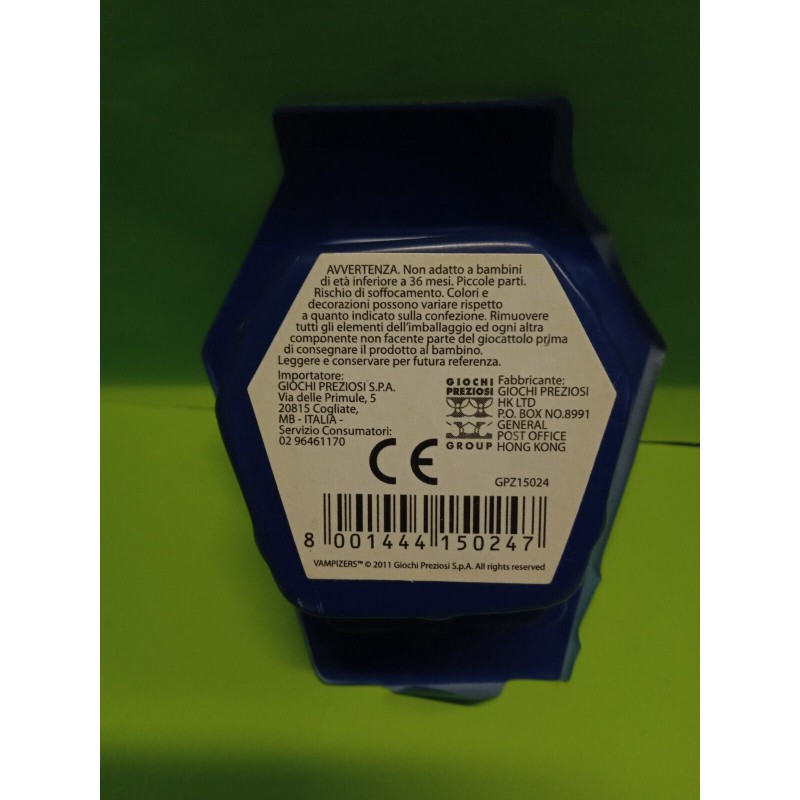 AVVERTENZA. Non adatto a bambini
di età inferiore a 36 mesi. Piccole parti.
Rischio di soffocamento. Colori e
decorazioni possono variare rispetto
a quanto indicato sulla confezione. Rimuovere
tutti gli elementi dell'imballaggio ed ogni altra
componente non facente parte del giocattolo prima
di consegnare il prodotto al bambino.
Leggere e conservare per futura referenza.
Importatore:
GIOCHI PREZIOSI S.P.A.
Via delle Primule, 5
20815 Cogliate,
MB - ITALIA -
Servizio Consumatori:
02 96461170
GIOCHI
PREZIOSI
GROUP
Fabbricante:
GIOCHI PREZIOSI
HK LTD
P.O. BOX NO.8991
GENERAL
POST OFFICE
HONG KONG
CE
GPZ15024
8 001444 150247
VAMPIZERS™ © 2011 Giochi Preziosi S.p.A. All rights reserved